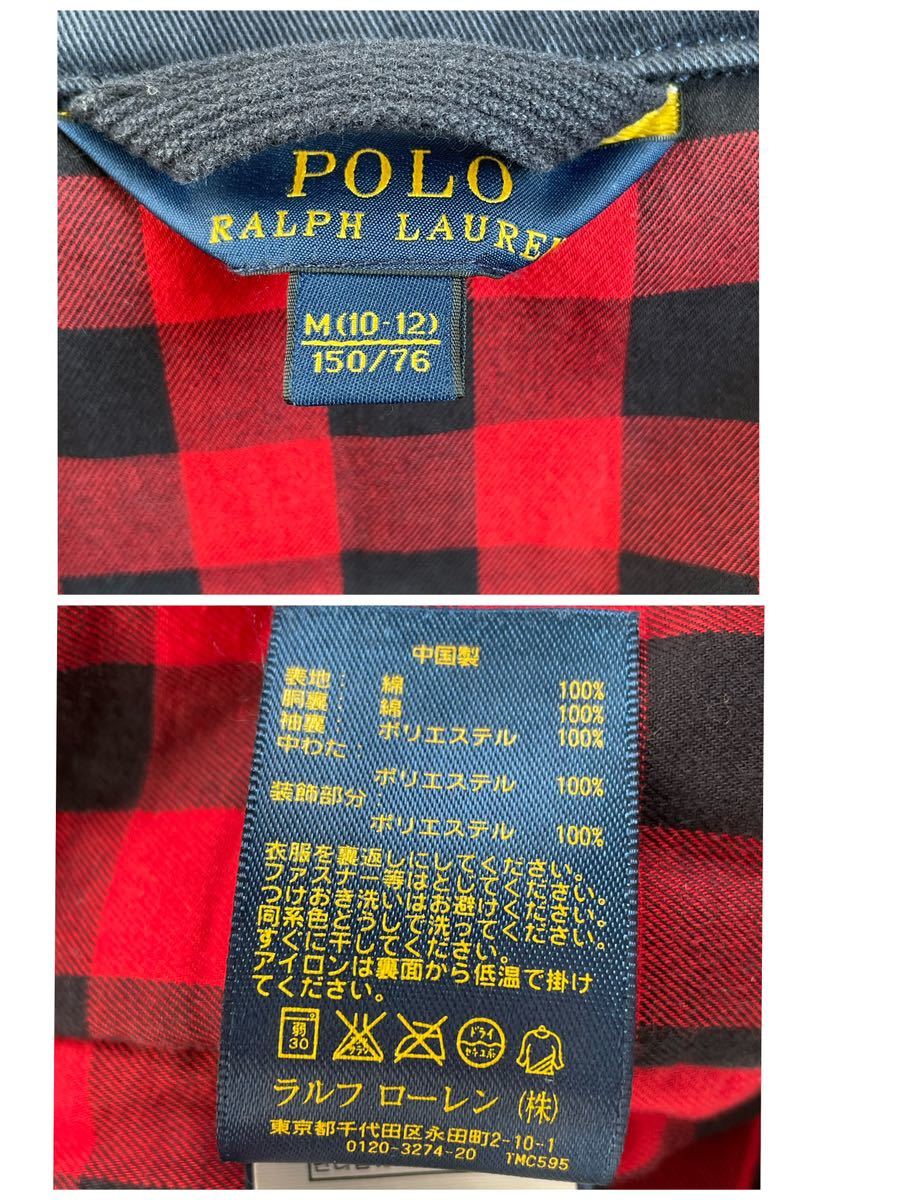 POLO
RALPH LAUREN
M(10-12)
150/76
中国製
表地: 綿 100%
胴裏: 綿 100%
袖裏: ポリエステル 100%
中わた:
ポリエステル 100%
装飾部分:
ポリエステル 100%
衣服を裏返しにしてください。
ファスナー等はとしてください。
つけおき洗いはお避けください。
同系色どうしで洗ってください。
すぐに干してください。
アイロンは裏面から低温で掛け
てください。
弱 30 ドライ セキユ系
ラルフ ローレン (株)
東京都千代田区永田町2-10-1
0120-3274-20 TMC595